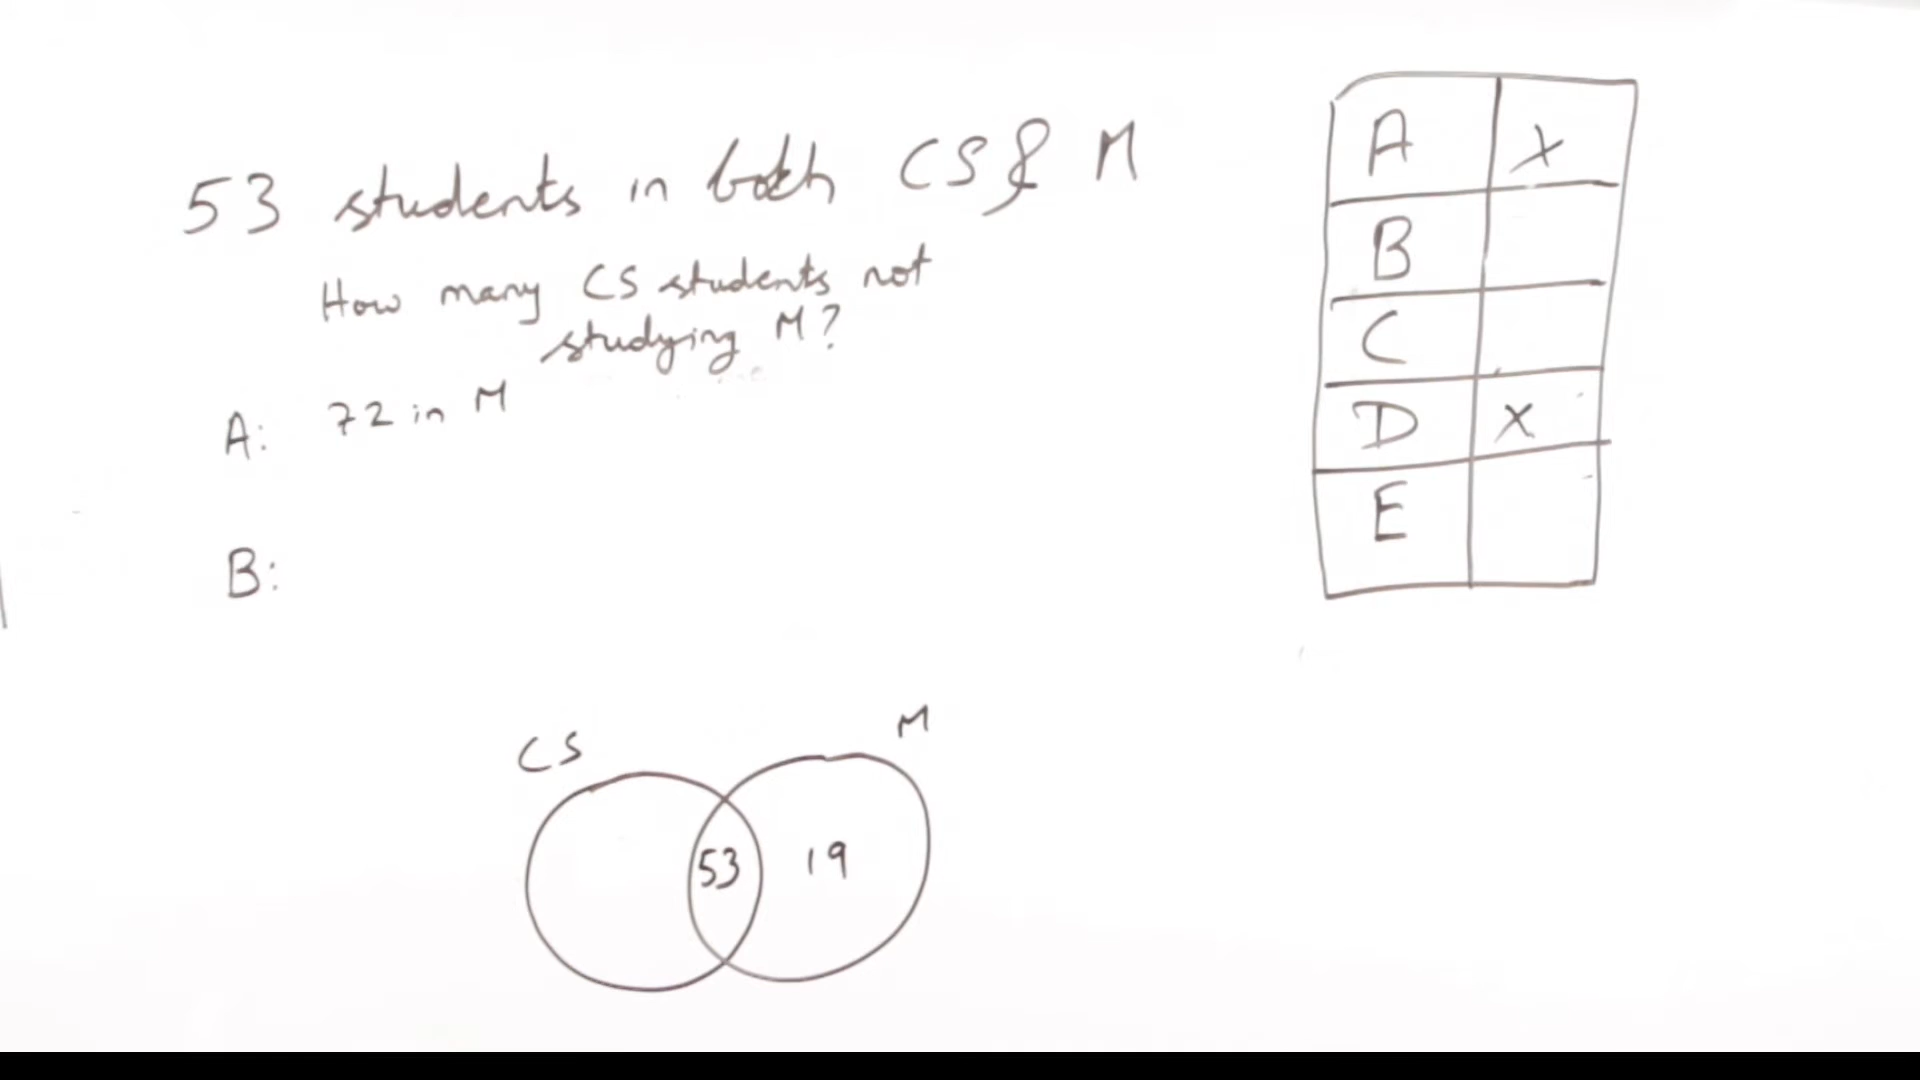 53 students in both CS & M
How many CS students not
studying M?
A: 72 in M
B:
A X
B
C
D X
E
CS
M
53
19